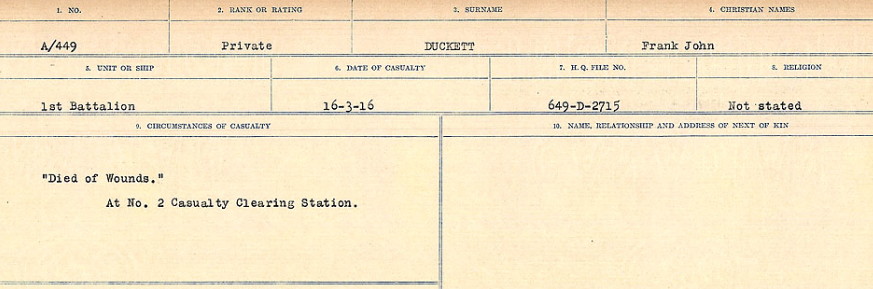 1. NO. 2. RANK OR RATING 3. SURNAME 4. CHRISTIAN NAMES
A/449 Private DUCKETT Frank John
5. UNIT OR SHIP 6. DATE OF CASUALTY 7. H. Q. FILE NO. 8. RELIGION
1st Battalion 16-3-16 649-D-2715 Not stated
9. CIRCUMSTANCES OF CASUALTY 10. NAME, RELATIONSHIP AND ADDRESS OF NEXT OF KIN
"Died of Wounds."
At No. 2 Casualty Clearing Station.